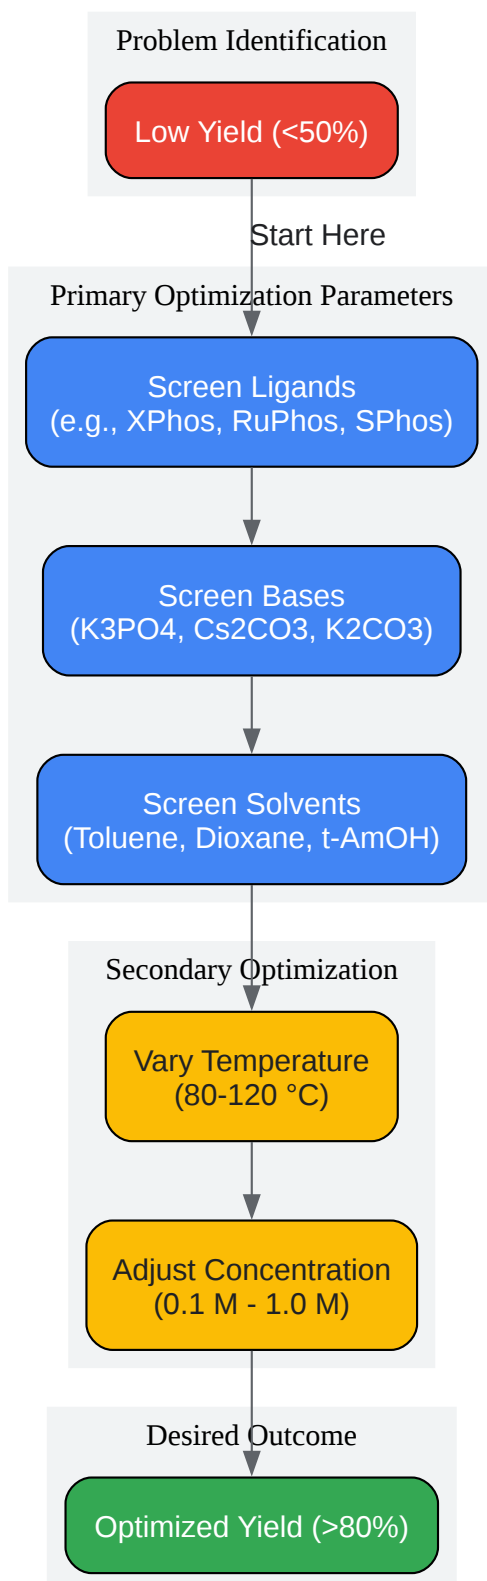 Problem Identification
Low Yield (<50%)
Start Here
Primary Optimization Parameters
Screen Ligands
(e.g., XPhos, RuPhos, SPhos)
Screen Bases
(K3PO4, Cs2CO3, K2CO3)
Screen Solvents
(Toluene, Dioxane, t-AmOH)
Secondary Optimization
Vary Temperature
(80-120 °C)
Adjust Concentration
(0.1 M - 1.0 M)
Desired Outcome
Optimized Yield (>80%)